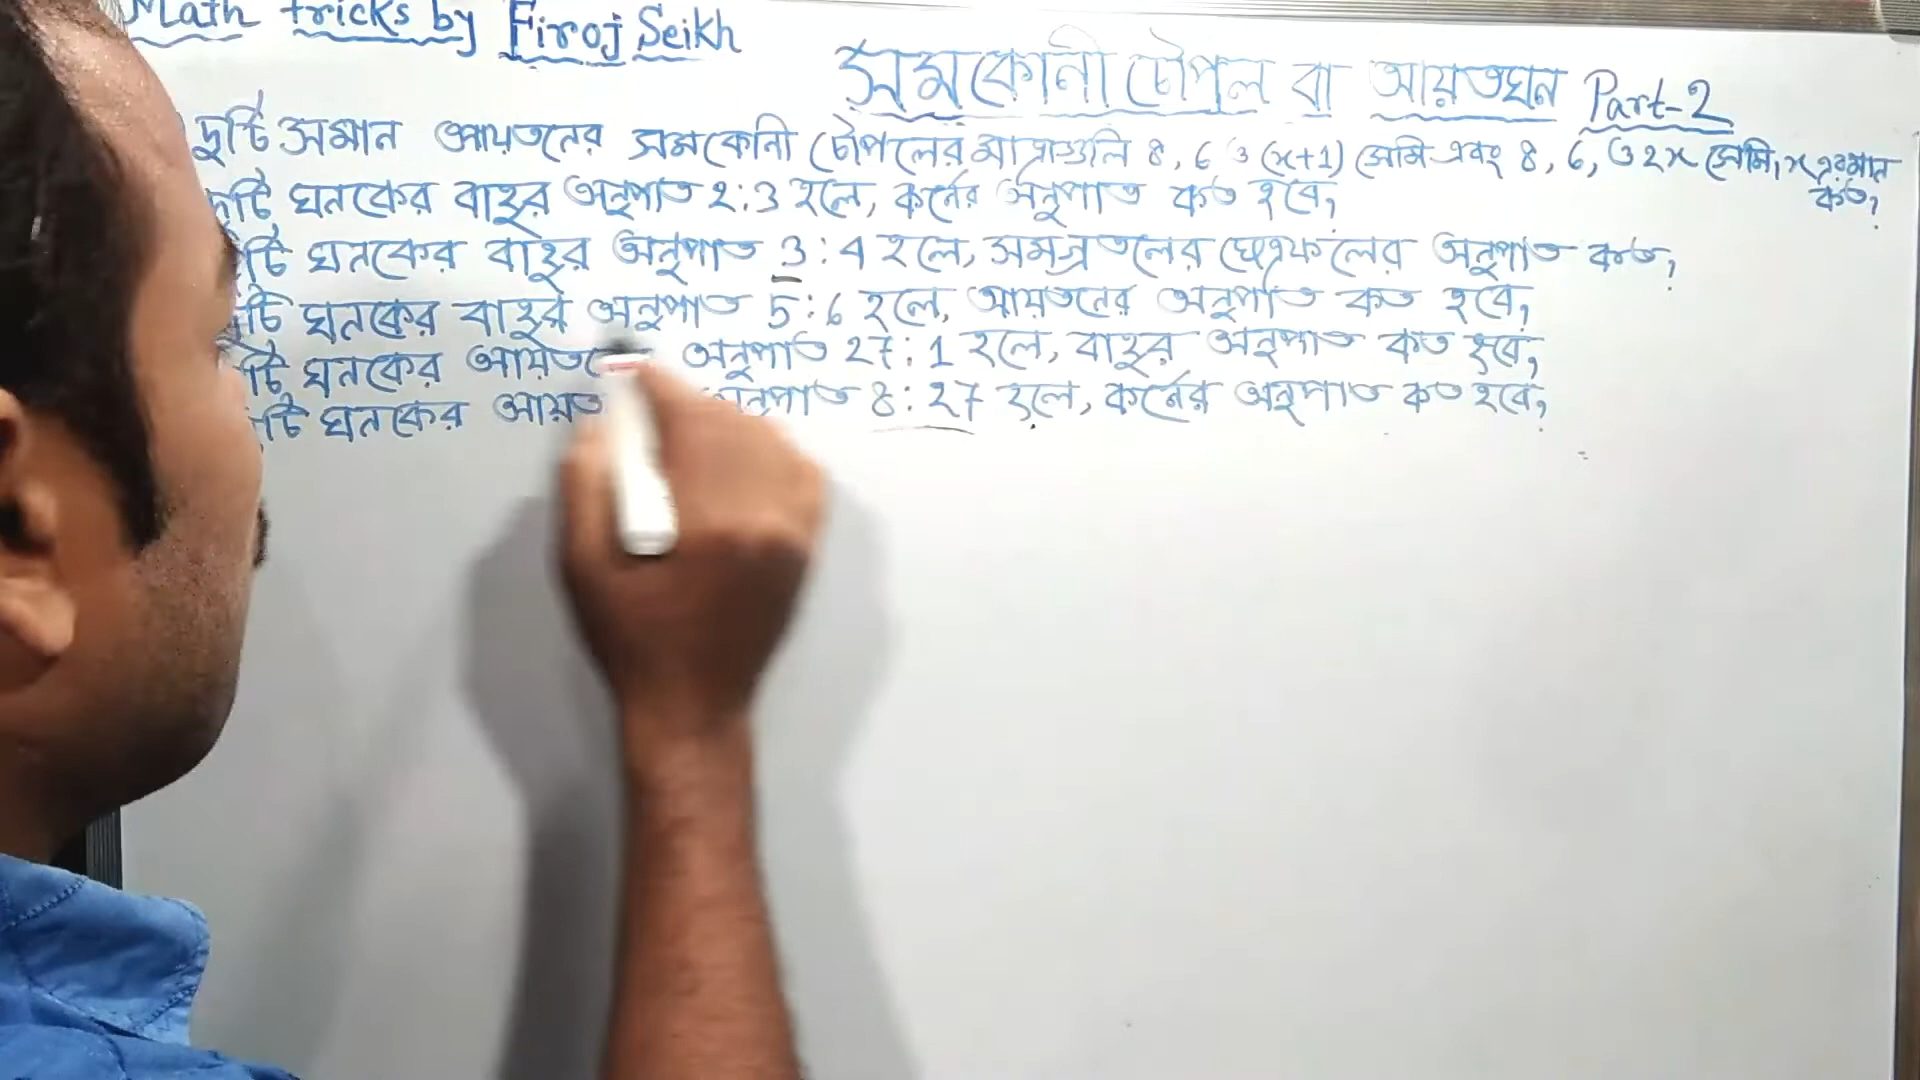 Math tricks by Firoj Seikh
সমকোনী চৌপল বা আয়তঘন Part-2
দুটি সমান আয়তনের সমকোনী চৌপলের মাত্রাগুলি 8, 6 ও (x+1) সেমি এবং 8, 6, ও 2x সেমি, x এর মান কত,
দুটি ঘনকের বাহুর অনুপাত 2:3 হলে, কর্নের অনুপাত কত হবে,
টি ঘনকের বাহুর অনুপাত 3:4 হলে, সমগ্রতলের ক্ষেত্রফলের অনুপাত কত,
টি ঘনকের বাহুর অনুপাত 5:6 হলে, আয়তনের অনুপাত কত হবে,
টি ঘনকের আয়তনে অনুপাত 27:1 হলে, বাহুর অনুপাত কত হবে,
টি ঘনকের আয়ত নুপাত 8:27 হলে, কর্নের অনুপাত কত হবে,